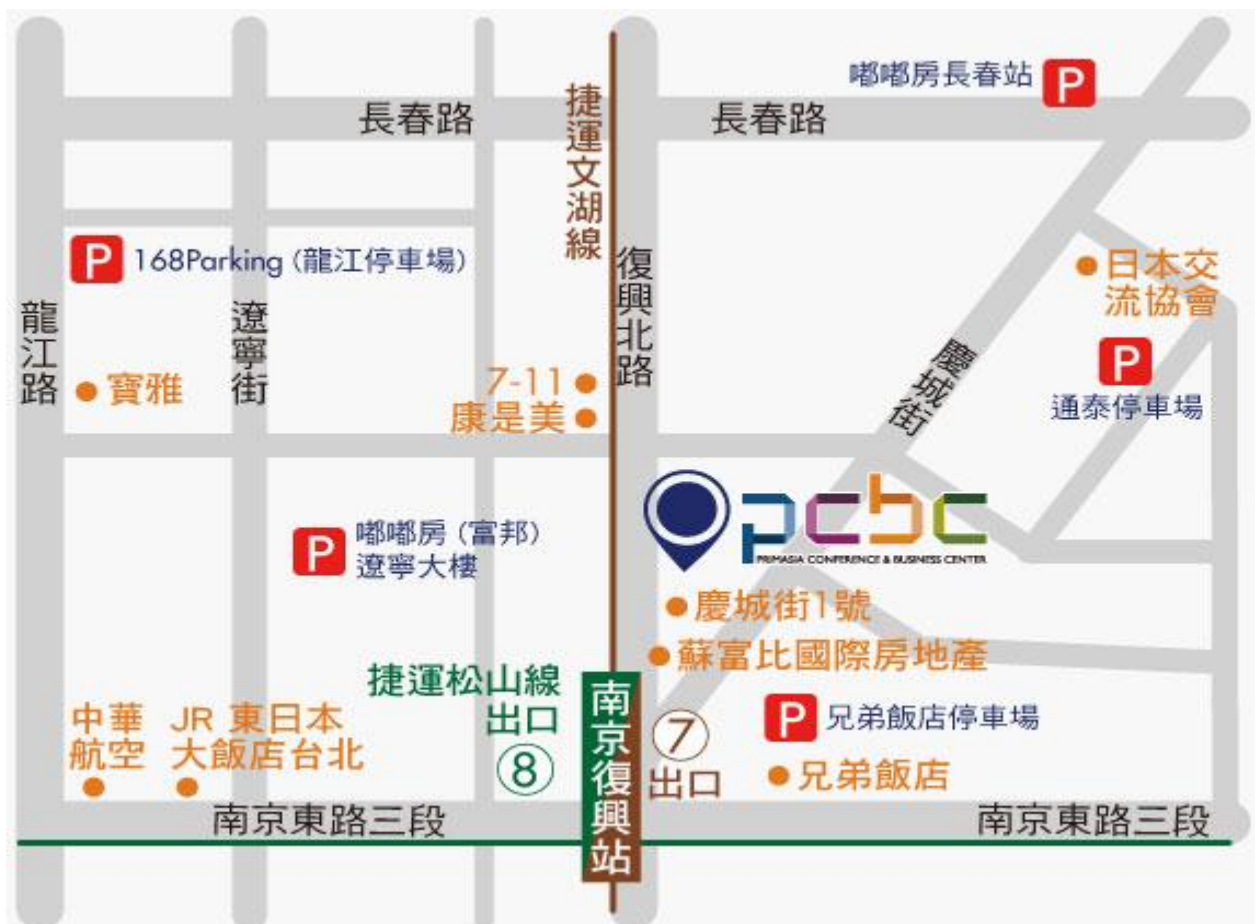 嘟嘟房長春站
P
長春路
長春路
捷運文湖線
P
168Parking (龍江停車場)
復興北路
日本交
流協會
龍江路
遼寧街
慶城街
P
通泰停車場
寶雅
7-11
康是美
pcbc
PRIMASIA CONFERENCE & BUSINESS CENTER
P
嘟嘟房 (富邦)
遼寧大樓
慶城街1號
蘇富比國際房地產
捷運松山線
出口
8
南京復興站
7
出口
P
兄弟飯店停車場
兄弟飯店
中華
航空
JR 東日本
大飯店台北
南京東路三段
南京東路三段